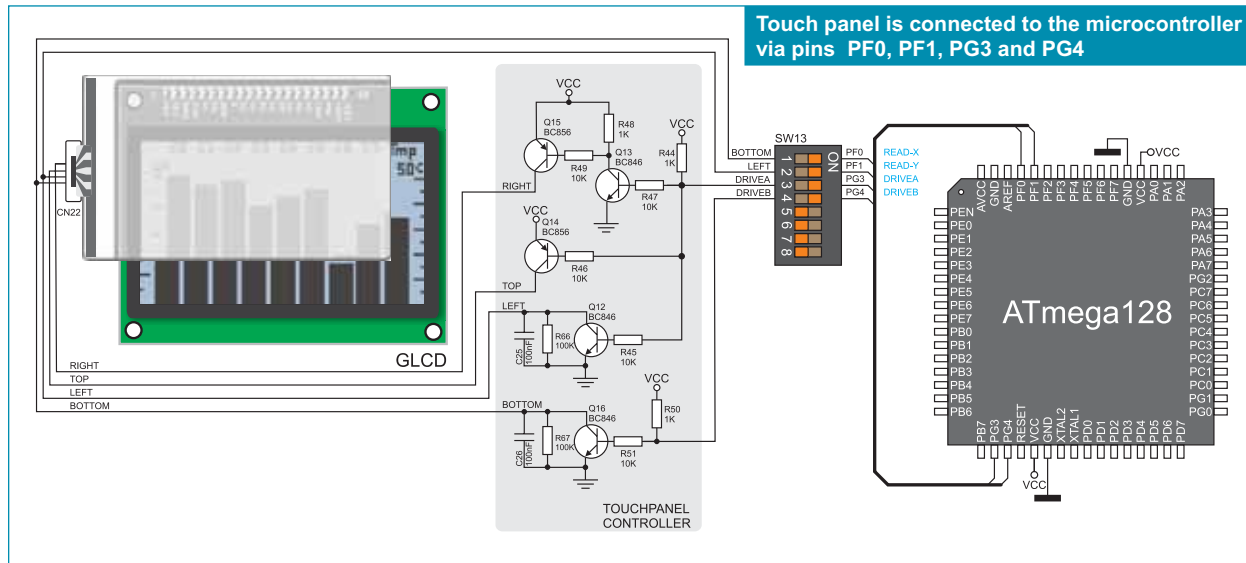 Touch panel is connected to the microcontroller
via pins PF0, PF1, PG3 and PG4
VCC
Q15
BC856
R48
1K
Q13
BC846
R49
10K
VCC
R44
1K
R47
10K
RIGHT
VCC
Q14
BC856
R46
10K
TOP
LEFT
Q12
BC846
R66
100K
C25
100nF
R45
10K
VCC
R50
1K
BOTTOM
Q16
BC846
R67
100K
C26
100nF
R51
10K
TOUCHPANEL
CONTROLLER
CN22
50C
GLCD
RIGHT
TOP
LEFT
BOTTOM
BOTTOM
LEFT
DRIVEA
DRIVEB
SW13
ON
1
2
3
4
5
6
7
8
PF0
PF1
PG3
PG4
READ-X
READ-Y
DRIVEA
DRIVEB
VCC
AVCC
GND
AREF
PF0
PF1
PF2
PF3
PF4
PF5
PF6
PF7
GND
VCC
PA0
PA1
PA2
PEN
PE0
PE1
PE2
PE3
PE4
PE5
PE6
PE7
PB0
PB1
PB2
PB3
PB4
PB5
PB6
ATmega128
PA3
PA4
PA5
PA6
PA7
PG2
PC7
PC6
PC5
PC4
PC3
PC2
PC1
PC0
PG1
PG0
PB7
PG3
PG4
RESET
VCC
GND
XTAL2
XTAL1
PD0
PD1
PD2
PD3
PD4
PD5
PD6
PD7
VCC